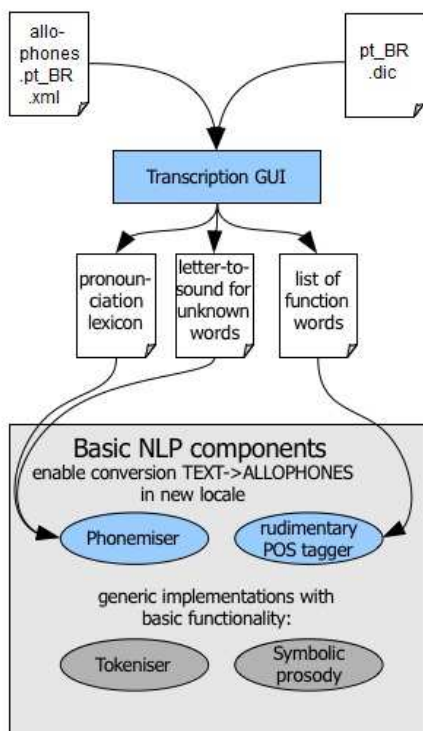 allo-
phones
.pt_BR
.xml
pt_BR
.dic
Transcription GUI
pronoun-
ciation
lexicon
letter-to-
sound for
unknown
words
list of
function
words
Basic NLP components
enable conversion TEXT->ALLOPHONES
in new locale
Phonemiser
rudimentary
POS tagger
generic implementations with
basic functionality:
Tokeniser
Symbolic
prosody